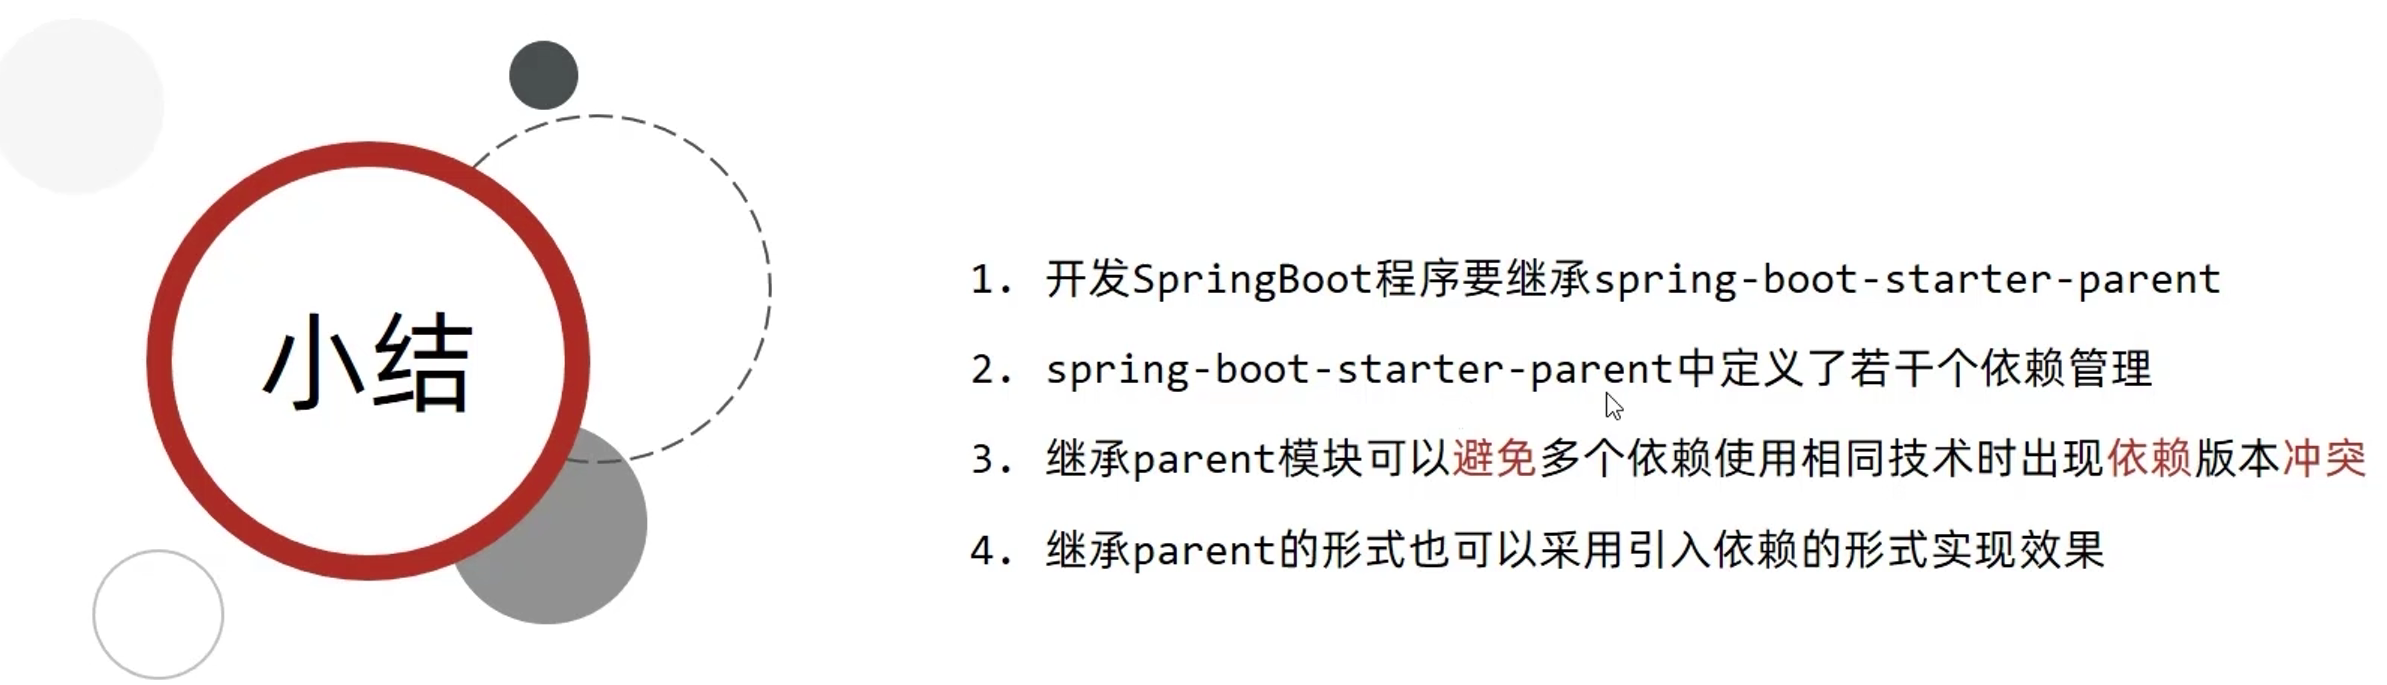 小结
1. 开发SpringBoot程序要继承spring-boot-starter-parent
2. spring-boot-starter-parent中定义了若干个依赖管理
3. 继承parent模块可以避免多个依赖使用相同技术时出现依赖版本冲突
4. 继承parent的形式也可以采用引入依赖的形式实现效果